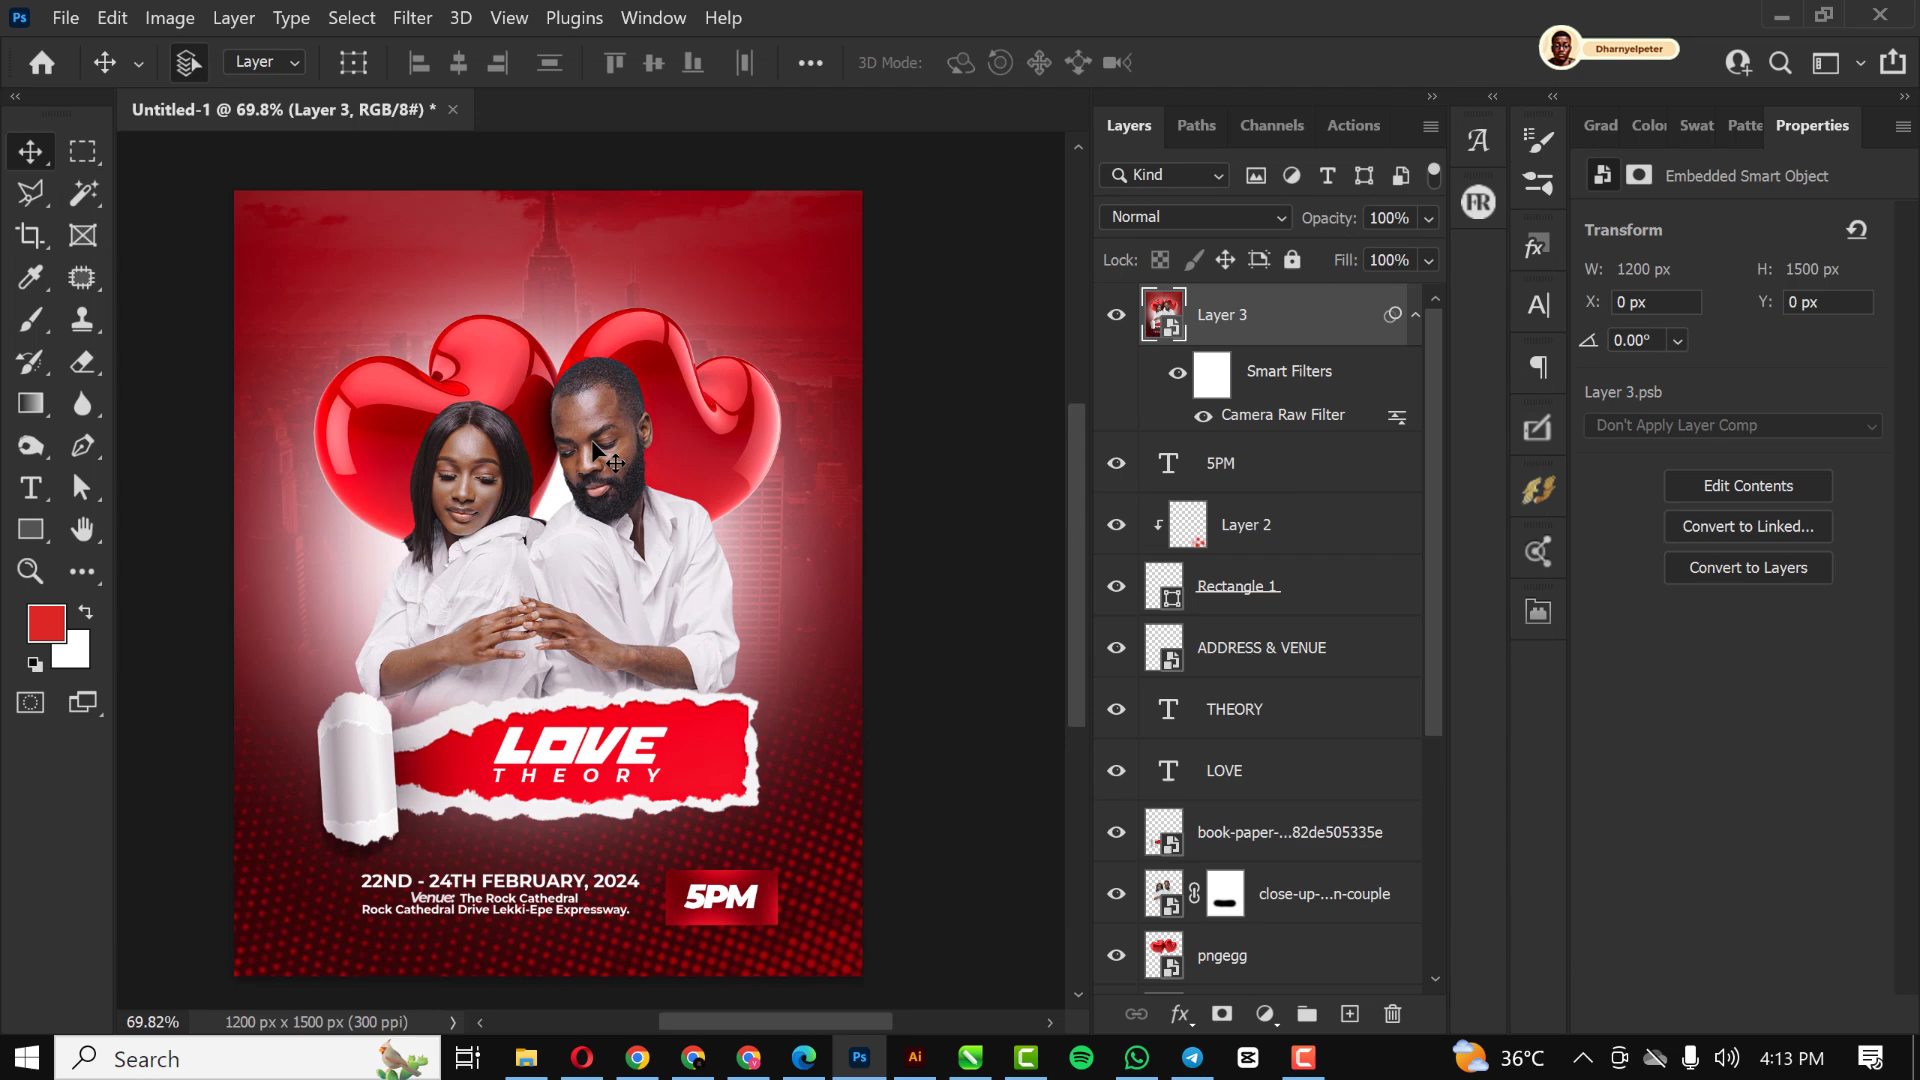 Ps File Edit Image Layer Type Select Filter 3D View Plugins Window Help
Layer
3D Mode:
Dharnyelpeter
Untitled-1 @ 69.8% (Layer 3, RGB/8#) *
Layers Paths Channels Actions
Grad Color Swat Patte Properties
Kind
Normal
Opacity: 100%
Lock:
Fill: 100%
Layer 3
Smart Filters
Camera Raw Filter
5PM
Layer 2
Rectangle 1
ADDRESS & VENUE
THEORY
LOVE
book-paper-...82de505335e
close-up-...n-couple
pngegg
FR
Embedded Smart Object
Transform
W: 1200 px H: 1500 px
X: 0 px Y: 0 px
0.00°
Layer 3.psb
Don't Apply Layer Comp
Edit Contents
Convert to Linked...
Convert to Layers
LOVE
THEORY
22ND - 24TH FEBRUARY, 2024
Venue: The Rock Cathedral
Rock Cathedral Drive Lekki-Epe Expressway.
5PM
69.82%
1200 px x 1500 px (300 ppi)
Search
Ps
Ai
36°C
4:13 PM